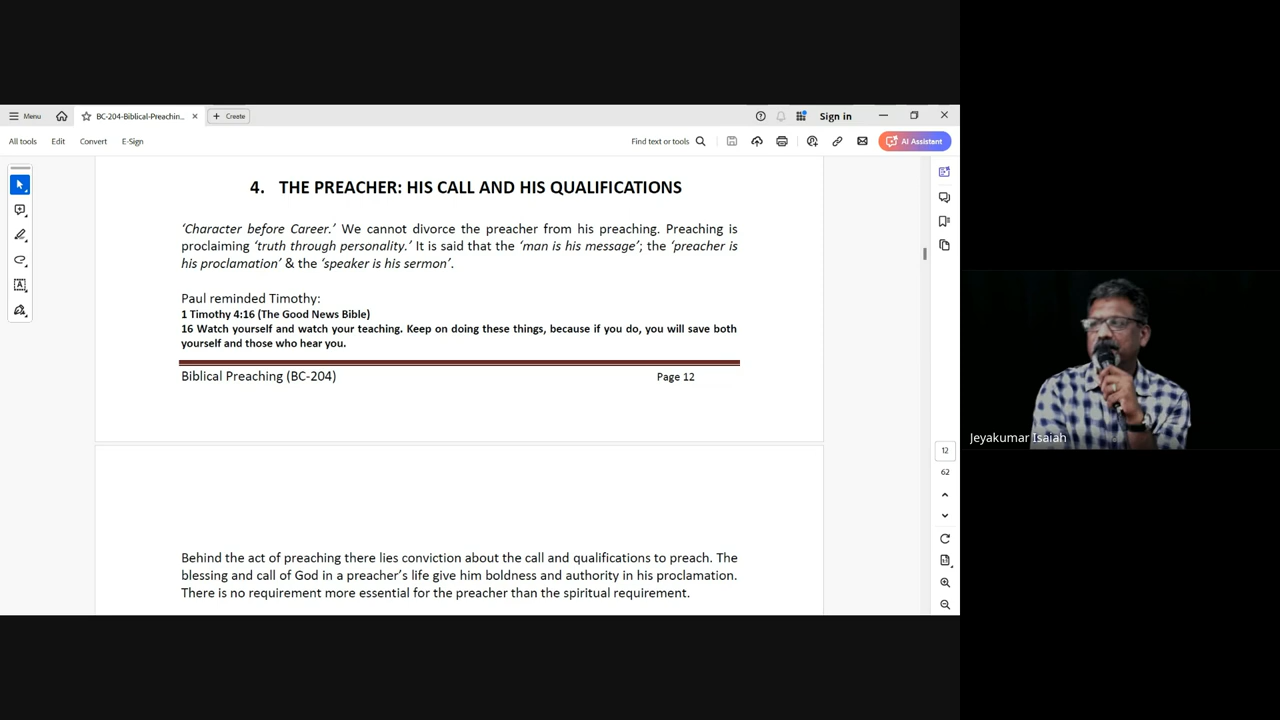 Menu
BC-204-Biblical-Preachin...
Create
Sign in
All tools
Edit
Convert
E-Sign
Find text or tools
AI Assistant
4. THE PREACHER: HIS CALL AND HIS QUALIFICATIONS
‘Character before Career.’ We cannot divorce the preacher from his preaching. Preaching is
proclaiming ‘truth through personality.’ It is said that the ‘man is his message’; the ‘preacher is
his proclamation’ & the ‘speaker is his sermon’.
Paul reminded Timothy:
1 Timothy 4:16 (The Good News Bible)
16 Watch yourself and watch your teaching. Keep on doing these things, because if you do, you will save both
yourself and those who hear you.
Biblical Preaching (BC-204)
Page 12
Behind the act of preaching there lies conviction about the call and qualifications to preach. The
blessing and call of God in a preacher’s life give him boldness and authority in his proclamation.
There is no requirement more essential for the preacher than the spiritual requirement.
12
62
Jeyakumar Isaiah